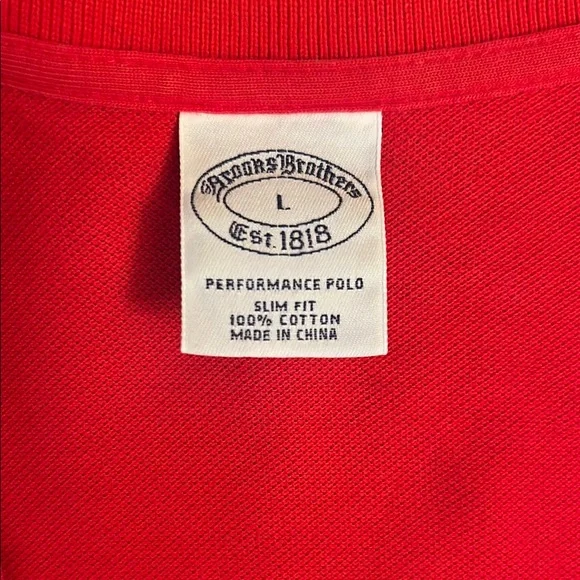 Brooks Brothers
L
Est. 1818
PERFORMANCE POLO
SLIM FIT
100% COTTON
MADE IN CHINA